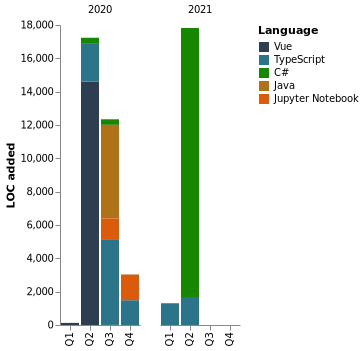 2020
2021
LOC added
18,000
16,000
14,000
12,000
10,000
8,000
6,000
4,000
2,000
0
Q1
Q2
Q3
Q4
Q1
Q2
Q3
Q4
Language
Vue
TypeScript
C#
Java
Jupyter Notebook